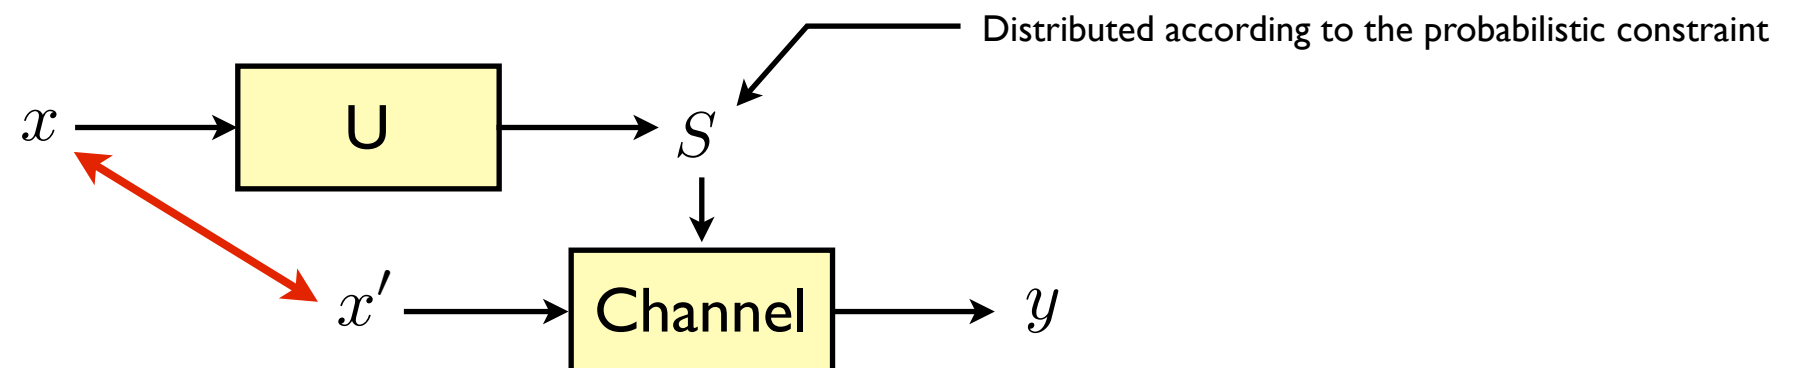 Distributed according to the probabilistic constraint
x U S
x′ Channel y